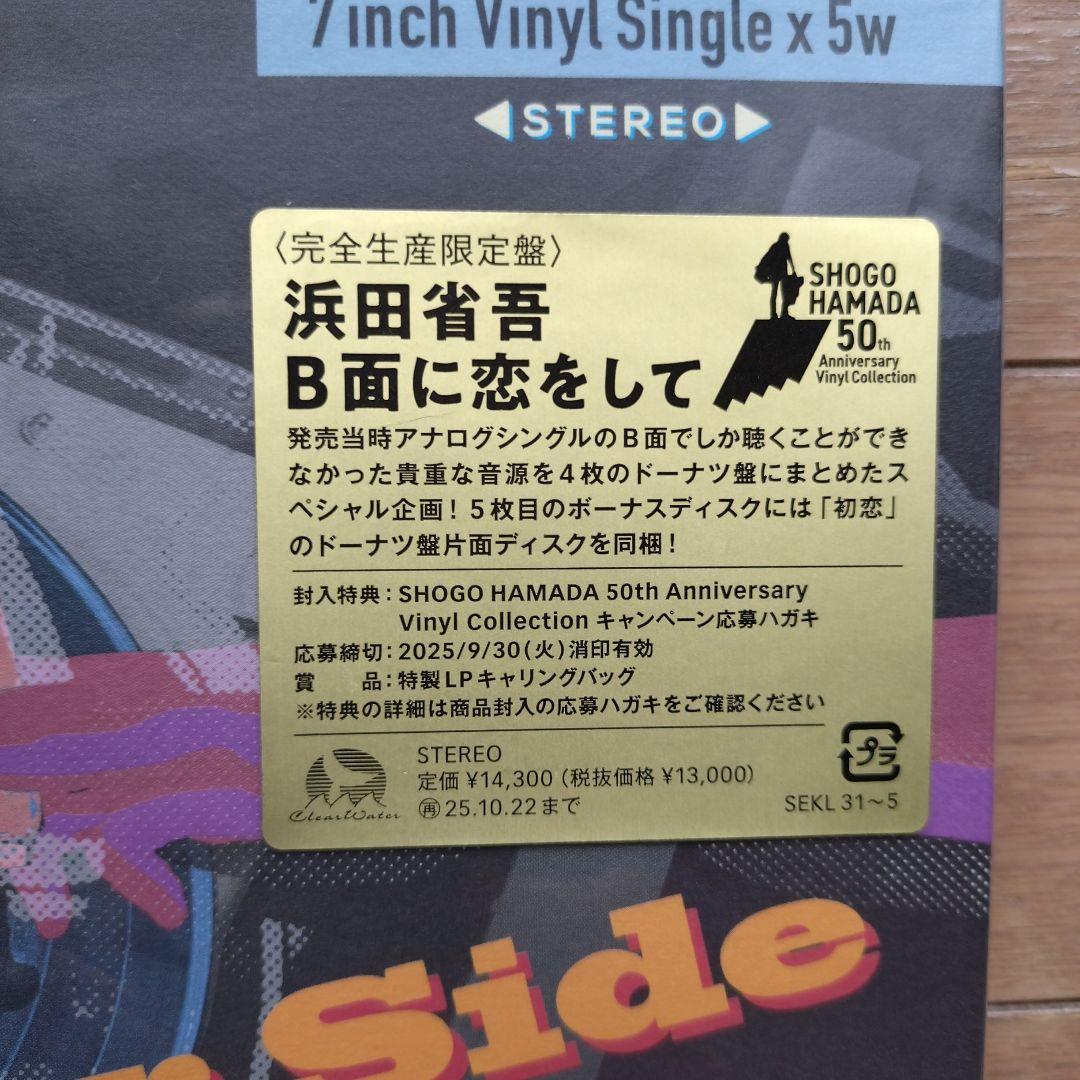 7inch Vinyl Single x 5w
◀STEREO▶
〈完全生産限定盤〉
浜田省吾
B面に恋をして
SHOGO
HAMADA
50th
Anniversary
Vinyl Collection
発売当時アナログシングルのB面でしか聴くことができ
なかった貴重な音源を4枚のドーナツ盤にまとめたス
ペシャル企画！5枚目のボーナスディスクには「初恋」
のドーナツ盤片面ディスクを同梱！
封入特典：SHOGO HAMADA 50th Anniversary
Vinyl Collection キャンペーン応募ハガキ
応募締切：2025/9/30(火)消印有効
賞　　品：特製LPキャリングバッグ
※特典の詳細は商品封入の応募ハガキをご確認ください
ClearWater
STEREO
定価 ¥14,300（税抜価格 ¥13,000）
㊢25.10.22まで
プラ
SEKL 31～5
Side